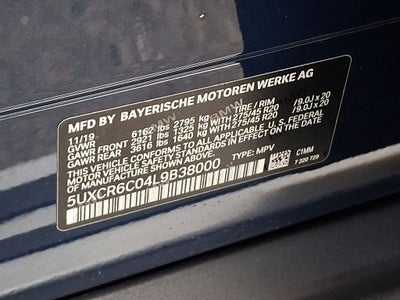 MFD BY BAYERISCHE MOTOREN WERKE AG
11/19 TIRE/RIM
GVWR 6162 lbs 2795 kg
GAWR FRONT 2921 lbs 1325 kg WITH 275/45 R20 /9.0J x 20
GAWR REAR 3616 lbs 1640 kg WITH 275/45 R20 /9.0J x 20
THIS VEHICLE CONFORMS TO ALL APPLICABLE U.S. FEDERAL
MOTOR VEHICLE SAFETY STANDARDS IN EFFECT ON THE DATE OF
MANUFACTURE SHOWN ABOVE.
5UXCR6C04L9B38000 TYPE: MPV
C1MM
7 320 729